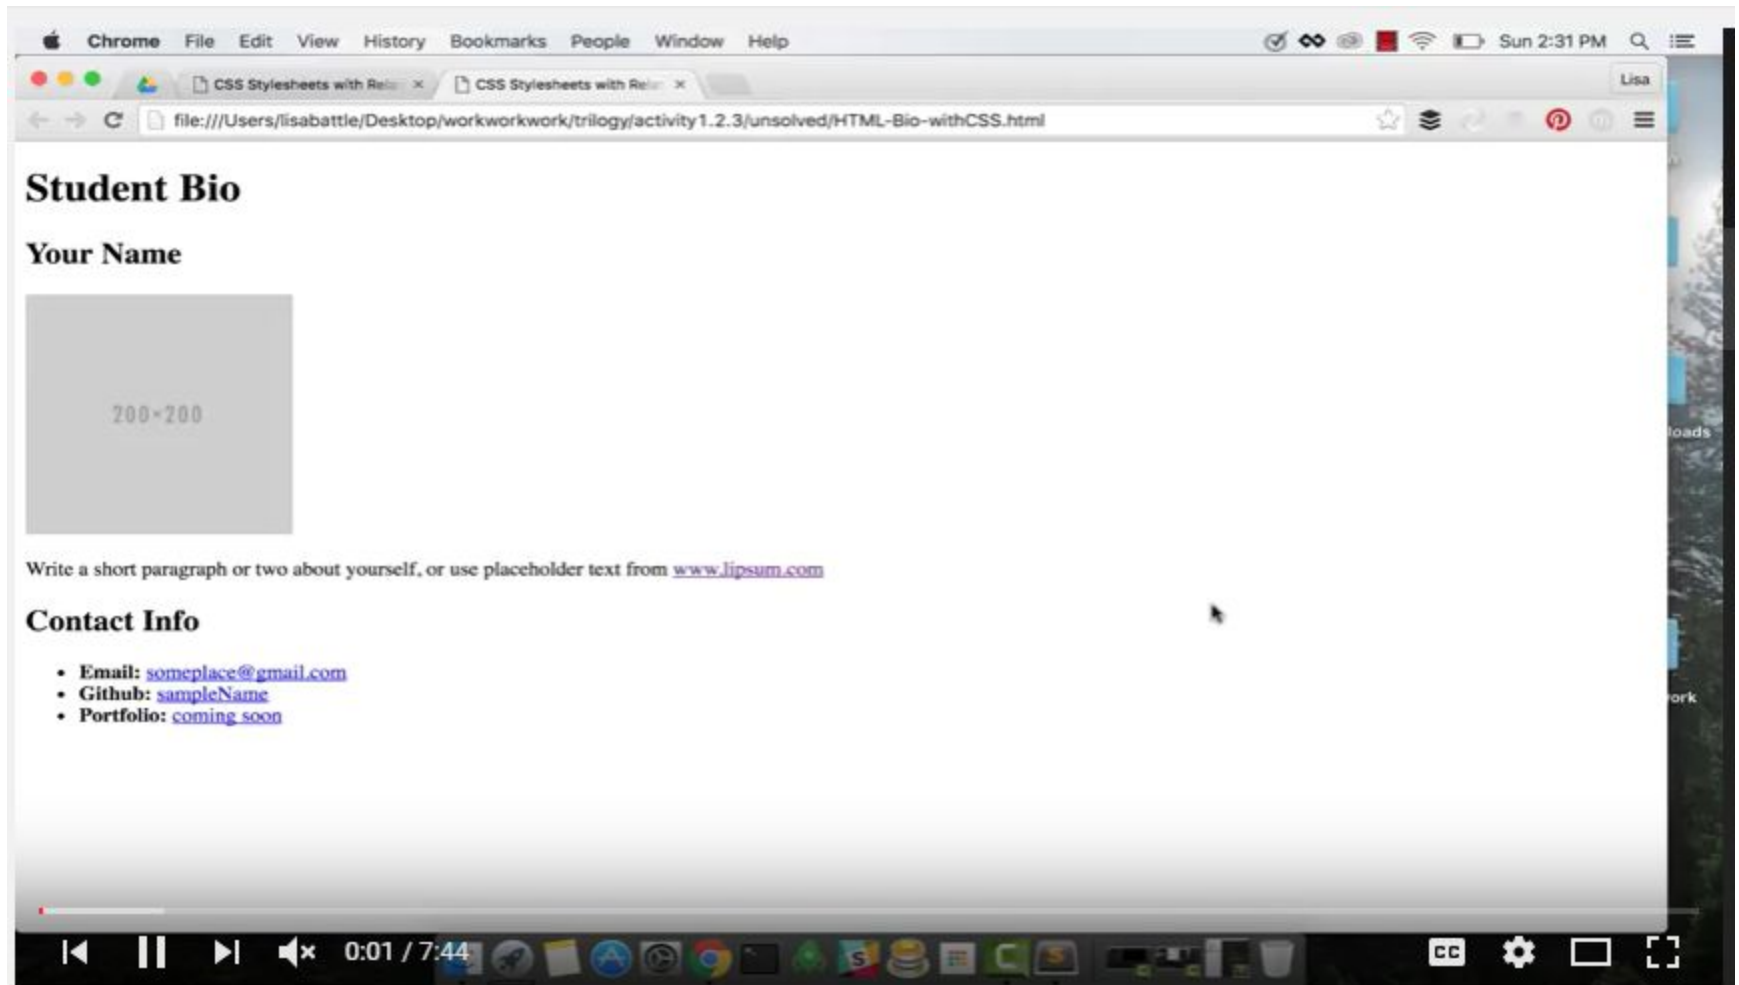 Chrome File Edit View History Bookmarks People Window Help Sun 2:31 PM
CSS Stylesheets with Rela × CSS Stylesheets with Rela × Lisa
file:///Users/lisabattle/Desktop/workworkwork/trilogy/activity1.2.3/unsolved/HTML-Bio-withCSS.html
Student Bio
Your Name
200×200
Write a short paragraph or two about yourself, or use placeholder text from www.lipsum.com
Contact Info
• Email: someplace@gmail.com
• Github: sampleName
• Portfolio: coming soon
loads
ork
0:01 / 7:44 CC